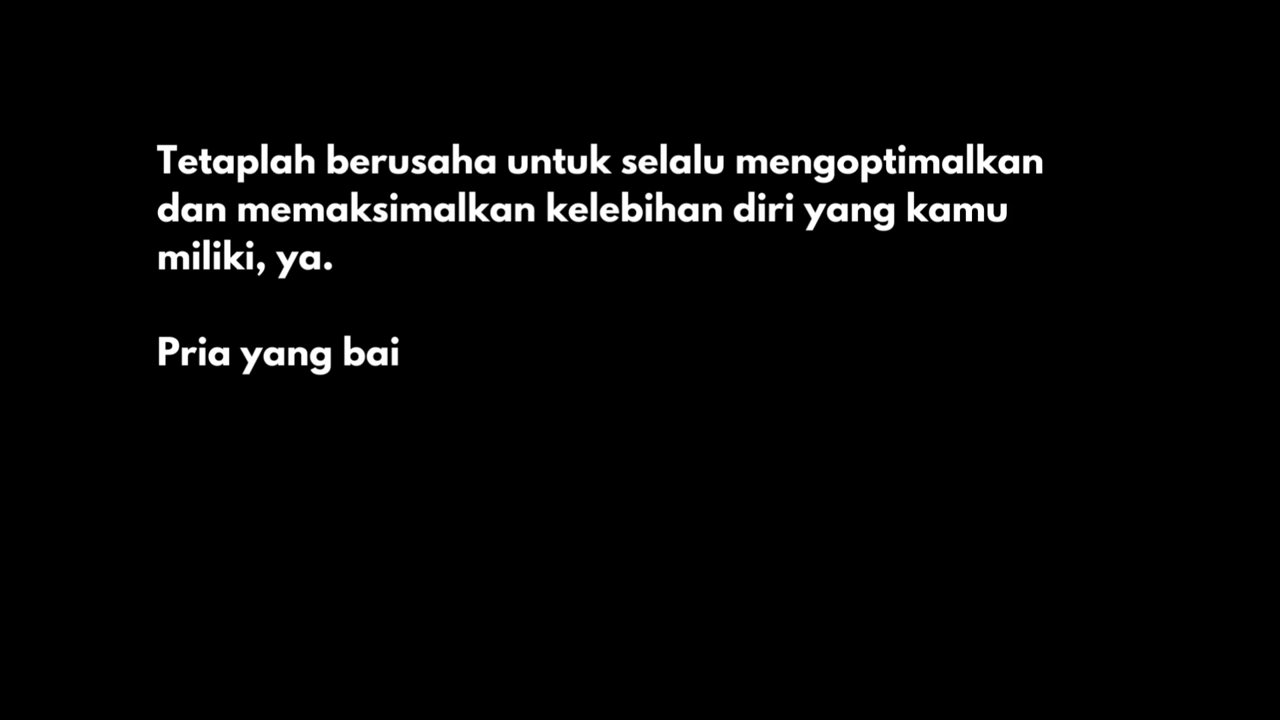 Tetaplah berusaha untuk selalu mengoptimalkan
dan memaksimalkan kelebihan diri yang kamu
miliki, ya.
Pria yang bai